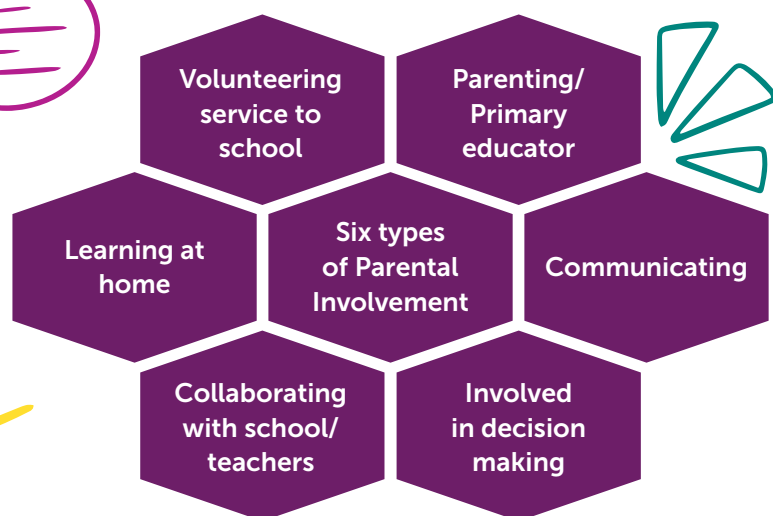 Volunteering
service to
school
Parenting/
Primary
educator
Learning at
home
Six types
of Parental
Involvement
Communicating
Collaborating
with school/
teachers
Involved
in decision
making